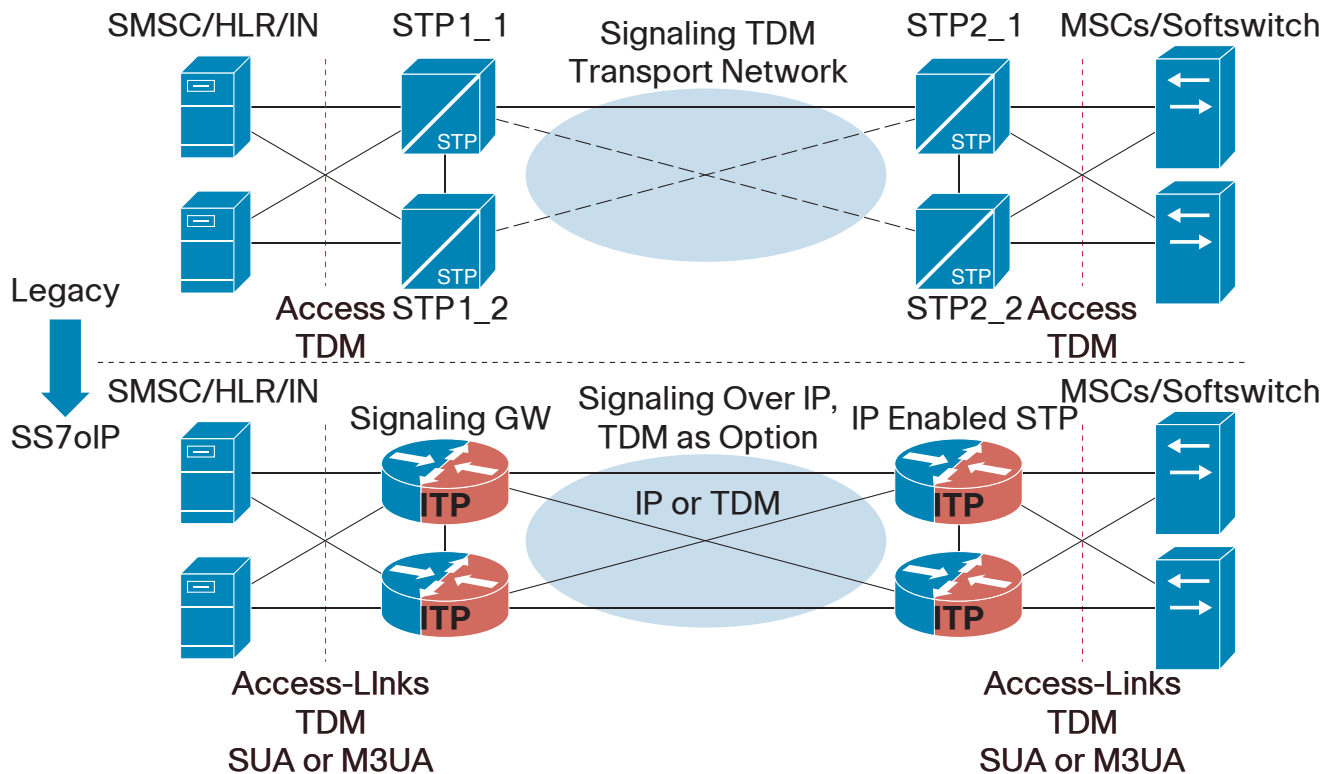 SMSC/HLR/IN
STP1_1
Signaling TDM
Transport Network
STP2_1
MSCs/Softswitch
STP
STP
STP
STP
Legacy
Access
TDM
STP1_2
STP2_2
Access
TDM
SS7oIP
SMSC/HLR/IN
Signaling GW
Signaling Over IP,
TDM as Option
IP Enabled STP
MSCs/Softswitch
ITP
IP or TDM
ITP
ITP
ITP
Access-LInks
TDM
SUA or M3UA
Access-Links
TDM
SUA or M3UA